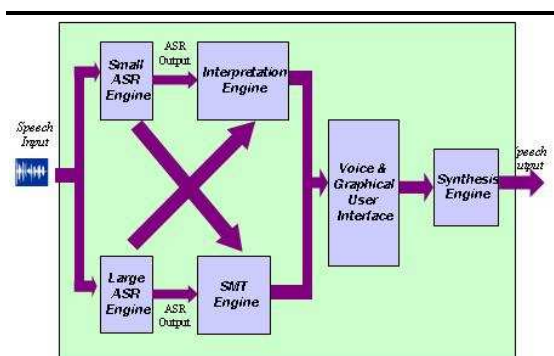 Speech
Input
Small
ASR
Engine
ASR
Output
Interpretation
Engine
Large
ASR
Engine
ASR
Output
SMT
Engine
Voice &
Graphical
User
Interface
Synthesis
Engine
Speech
Output